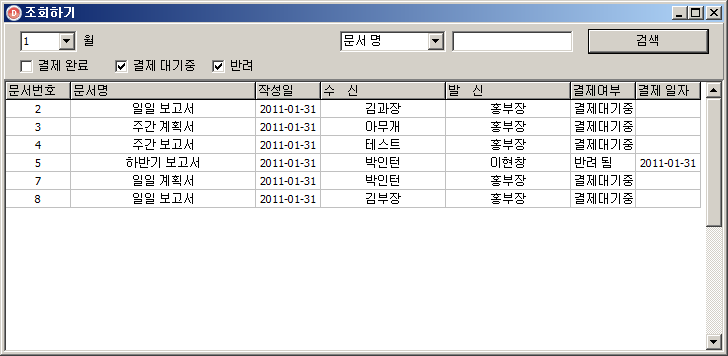 조회하기
1 월 문서 명 검색
결제 완료 결제 대기중 반려
문서번호 문서명 작성일 수 신 발 신 결제여부 결제 일자
2 일일 보고서 2011-01-31 김과장 홍부장 결제대기중
3 주간 계획서 2011-01-31 아무개 홍부장 결제대기중
4 주간 보고서 2011-01-31 테스트 홍부장 결제대기중
5 하반기 보고서 2011-01-31 박인턴 이현창 반려 됨 2011-01-31
7 일일 계획서 2011-01-31 박인턴 홍부장 결제대기중
8 일일 보고서 2011-01-31 김부장 홍부장 결제대기중